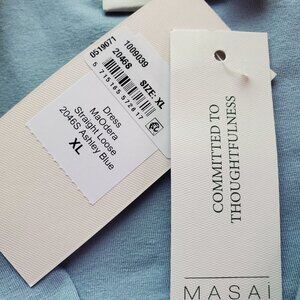 0519071
1009039
2046S
SIZE: XL
5 715165 572617
Dress
MaOdera
Straight Loose
2046S Ashley Blue
XL
COMMITTED TO
THOUGHTFULNESS
MASAI